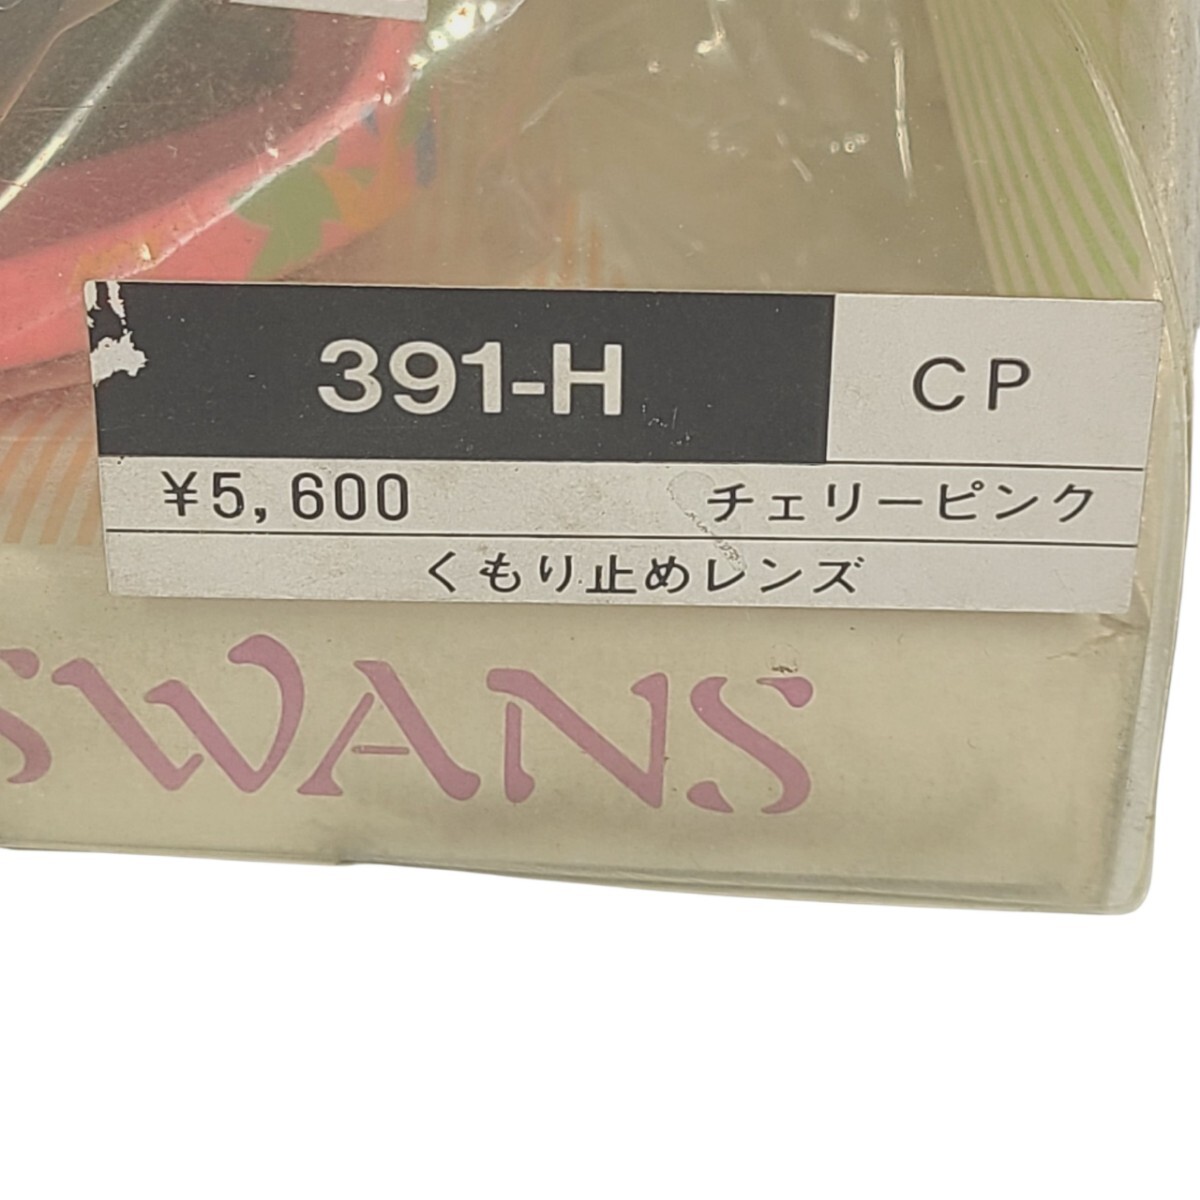 391-H CP
¥5,600 チェリーピンク
くもり止めレンズ
SWANS